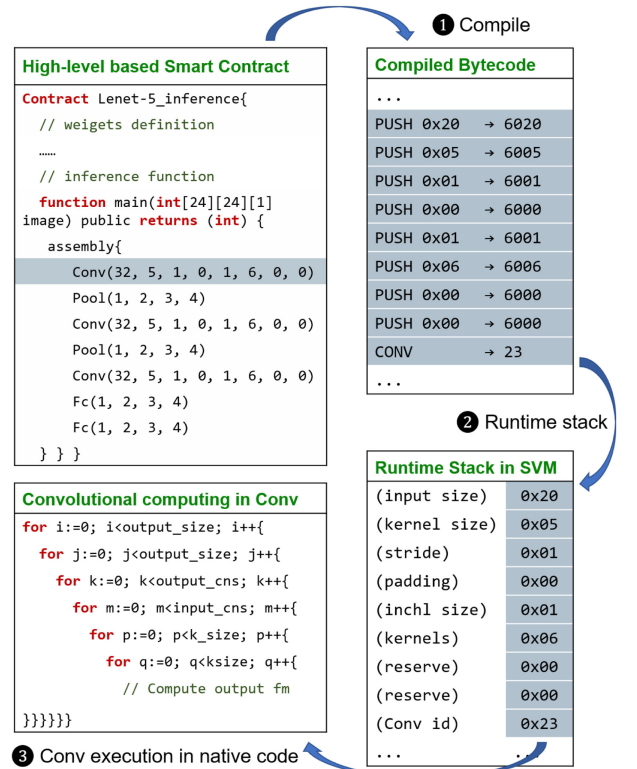 ❶ Compile
High-level based Smart Contract
Contract Lenet-5_inference{
// weigets definition
……
// inference function
function main(int[24][24][1]
image) public returns (int) {
assembly{
Conv(32, 5, 1, 0, 1, 6, 0, 0)
Pool(1, 2, 3, 4)
Conv(32, 5, 1, 0, 1, 6, 0, 0)
Pool(1, 2, 3, 4)
Conv(32, 5, 1, 0, 1, 6, 0, 0)
Fc(1, 2, 3, 4)
Fc(1, 2, 3, 4)
} } }
Compiled Bytecode
...
PUSH 0x20 → 6020
PUSH 0x05 → 6005
PUSH 0x01 → 6001
PUSH 0x00 → 6000
PUSH 0x01 → 6001
PUSH 0x06 → 6006
PUSH 0x00 → 6000
PUSH 0x00 → 6000
CONV → 23
...
❷ Runtime stack
Runtime Stack in SVM
(input size) 0x20
(kernel size) 0x05
(stride) 0x01
(padding) 0x00
(inchl size) 0x01
(kernels) 0x06
(reserve) 0x00
(reserve) 0x00
(Conv id) 0x23
... ...
Convolutional computing in Conv
for i:=0; i<output_size; i++{
for j:=0; j<output_size; j++{
for k:=0; k<output_cns; k++{
for m:=0; m<input_cns; m++{
for p:=0; p<k_size; p++{
for q:=0; q<ksize; q++{
// Compute output fm
}}}}}}
❸ Conv execution in native code